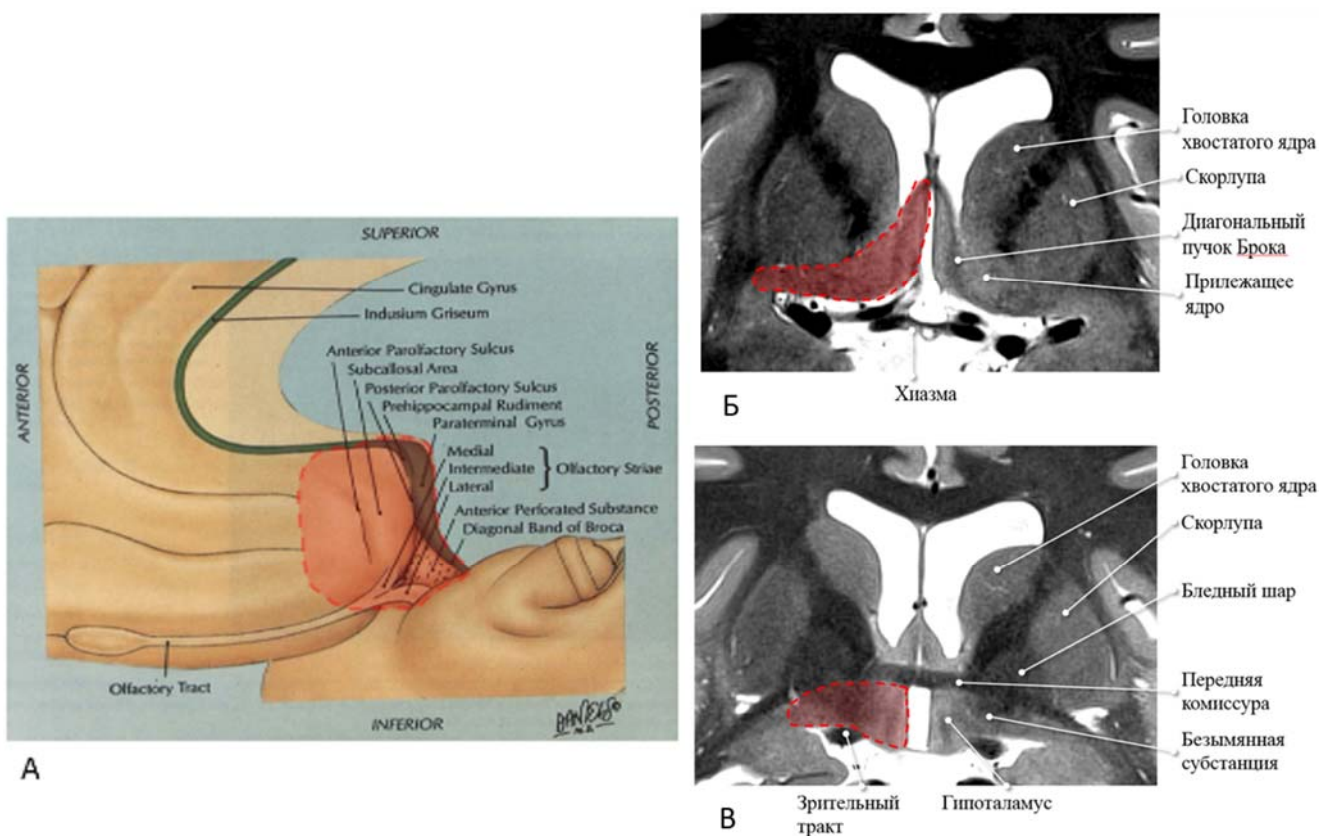 SUPERIOR
ANTERIOR
POSTERIOR
Cingulate Gyrus
Indusium Griseum
Anterior Parolfactory Sulcus
Subcallosal Area
Posterior Parolfactory Sulcus
Prehippocampal Rudiment
Paraterminal Gyrus
Medial
Intermediate
Lateral
Olfactory Striae
Anterior Perforated Substance
Diagonal Band of Broca
Olfactory Tract
INFERIOR
А
Головка
хвостатого ядра
Скорлупа
Диагональный
пучок Брока
Прилежащее
ядро
Хиазма
Б
Головка
хвостатого ядра
Скорлупа
Бледный шар
Передняя
комиссура
Безымянная
субстанция
Зрительный
тракт
Гипоталамус
В